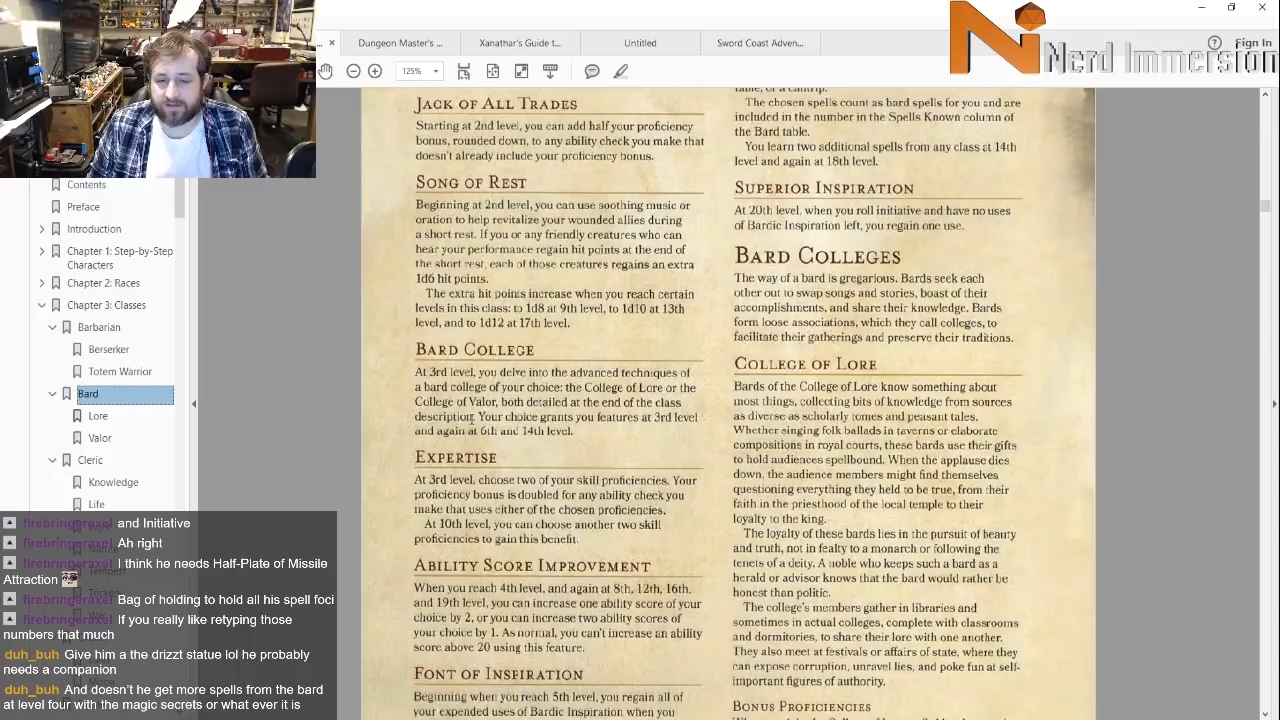 Dungeon Master's ...
Xanathar's Guide t...
Untitled
Sword Coast Adven...
Sign In
Nerd Immersion
125%
Contents
Preface
Introduction
Chapter 1: Step-by-Step
Characters
Chapter 2: Races
Chapter 3: Classes
Barbarian
Berserker
Totem Warrior
Bard
Lore
Valor
Cleric
Knowledge
Life
firebringeraxel and Initiative
firebringeraxel Ah right
firebringeraxel I think he needs Half-Plate of Missile
Attraction
firebringeraxel Bag of holding to hold all his spell foci
firebringeraxel If you really like retyping those
numbers that much
duh_buh Give him a the drizzt statue lol he probably
needs a companion
duh_buh And doesn't he get more spells from the bard
at level four with the magic secrets or what ever it is
JACK OF ALL TRADES
Starting at 2nd level, you can add half your proficiency
bonus, rounded down, to any ability check you make that
doesn't already include your proficiency bonus.
SONG OF REST
Beginning at 2nd level, you can use soothing music or
oration to help revitalize your wounded allies during
a short rest. If you or any friendly creatures who can
hear your performance regain hit points at the end of
the short rest, each of those creatures regains an extra
1d6 hit points.
The extra hit points increase when you reach certain
levels in this class: to 1d8 at 9th level, to 1d10 at 13th
level, and to 1d12 at 17th level.
BARD COLLEGE
At 3rd level, you delve into the advanced techniques of
a bard college of your choice: the College of Lore or the
College of Valor, both detailed at the end of the class
description. Your choice grants you features at 3rd level
and again at 6th and 14th level.
EXPERTISE
At 3rd level, choose two of your skill proficiencies. Your
proficiency bonus is doubled for any ability check you
make that uses either of the chosen proficiencies.
At 10th level, you can choose another two skill
proficiencies to gain this benefit.
ABILITY SCORE IMPROVEMENT
When you reach 4th level, and again at 8th, 12th, 16th,
and 19th level, you can increase one ability score of your
choice by 2, or you can increase two ability scores of
your choice by 1. As normal, you can't increase an ability
score above 20 using this feature.
FONT OF INSPIRATION
Beginning when you reach 5th level, you regain all of
your expended uses of Bardic Inspiration when you
table, or a cantrip.
The chosen spells count as bard spells for you and are
included in the number in the Spells Known column of
the Bard table.
You learn two additional spells from any class at 14th
level and again at 18th level.
SUPERIOR INSPIRATION
At 20th level, when you roll initiative and have no uses
of Bardic Inspiration left, you regain one use.
BARD COLLEGES
The way of a bard is gregarious. Bards seek each
other out to swap songs and stories, boast of their
accomplishments, and share their knowledge. Bards
form loose associations, which they call colleges, to
facilitate their gatherings and preserve their traditions.
COLLEGE OF LORE
Bards of the College of Lore know something about
most things, collecting bits of knowledge from sources
as diverse as scholarly tomes and peasant tales.
Whether singing folk ballads in taverns or elaborate
compositions in royal courts, these bards use their gifts
to hold audiences spellbound. When the applause dies
down, the audience members might find themselves
questioning everything they held to be true, from their
faith in the priesthood of the local temple to their
loyalty to the king.
The loyalty of these bards lies in the pursuit of beauty
and truth, not in fealty to a monarch or following the
tenets of a deity. A noble who keeps such a bard as a
herald or advisor knows that the bard would rather be
honest than politic.
The college's members gather in libraries and
sometimes in actual colleges, complete with classrooms
and dormitories, to share their lore with one another.
They also meet at festivals or affairs of state, where they
can expose corruption, unravel lies, and poke fun at self-
important figures of authority.
BONUS PROFICIENCIES